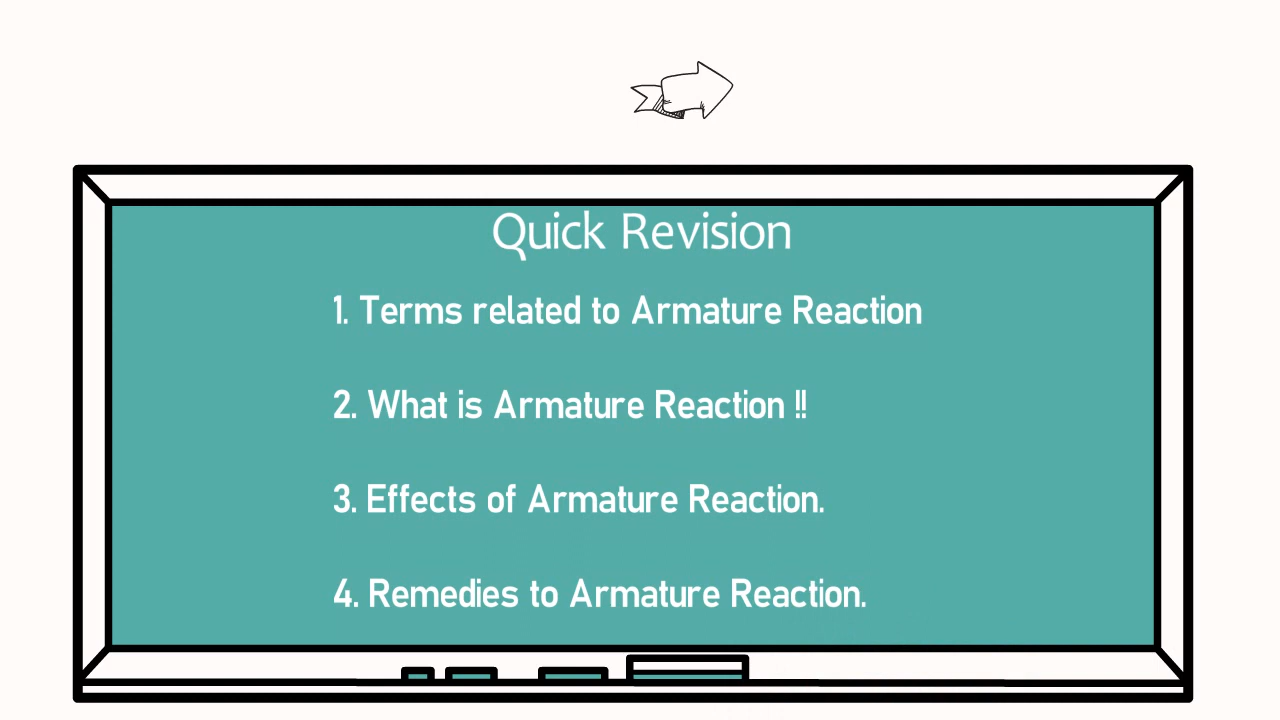 Quick Revision
1. Terms related to Armature Reaction
2. What is Armature Reaction !!
3. Effects of Armature Reaction.
4. Remedies to Armature Reaction.